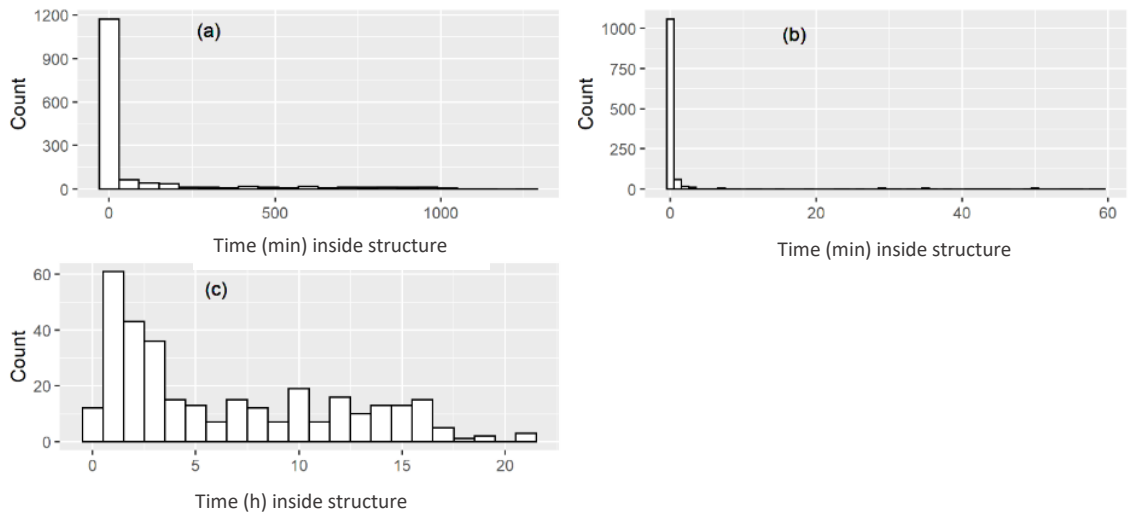 (a)
Count
1200
900
600
300
0
0 500 1000
Time (min) inside structure
(b)
Count
1000
750
500
250
0
0 20 40 60
Time (min) inside structure
(c)
Count
60
40
20
0
0 5 10 15 20
Time (h) inside structure